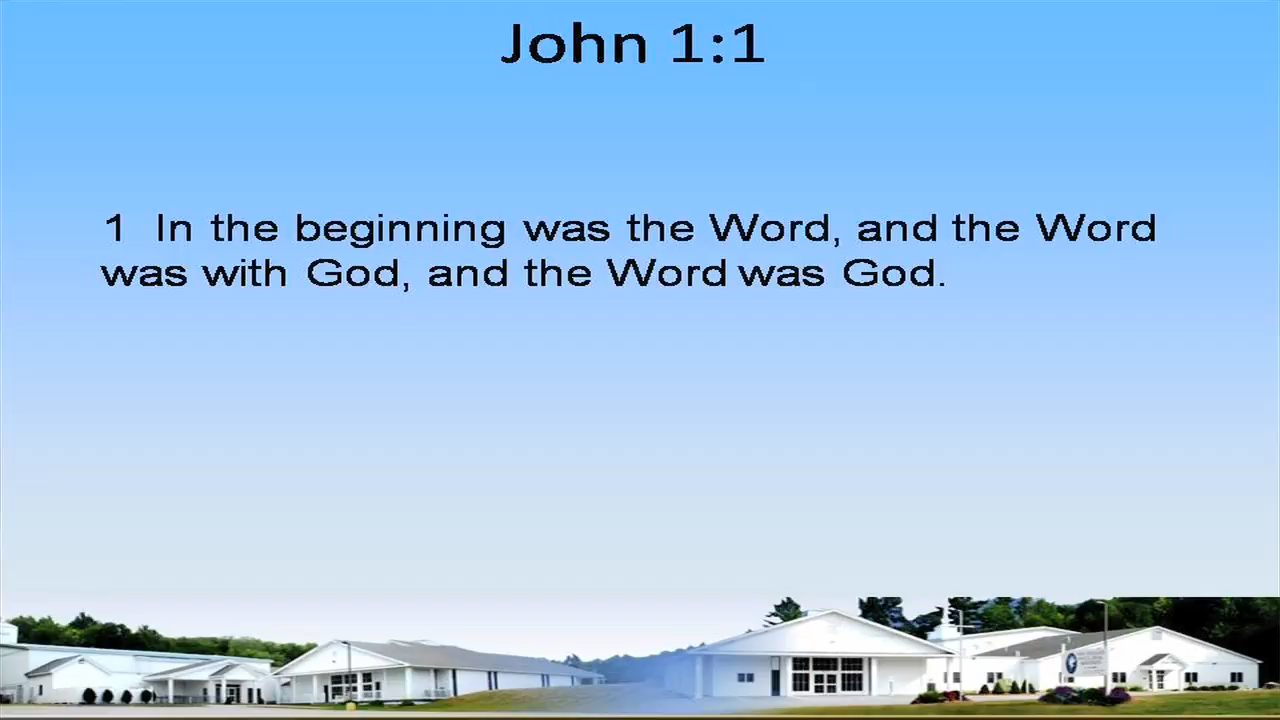 John 1:1
1 In the beginning was the Word, and the Word
was with God, and the Word was God.